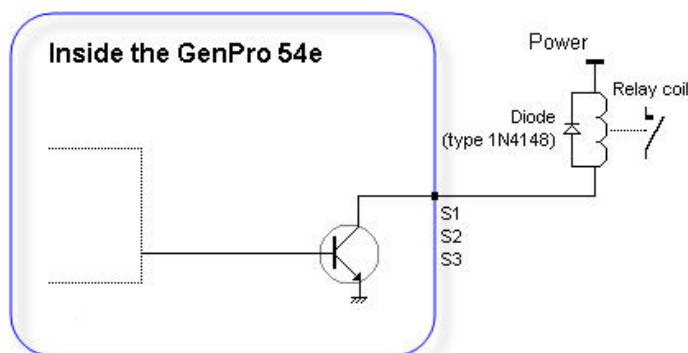 Inside the GenPro 54e
Power
Relay coil
Diode
(type 1N4148)
S1
S2
S3